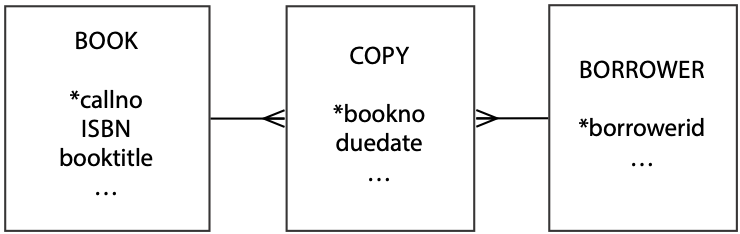 BOOK
*callno
ISBN
booktitle
…
COPY
*bookno
duedate
…
BORROWER
*borrowerid
…